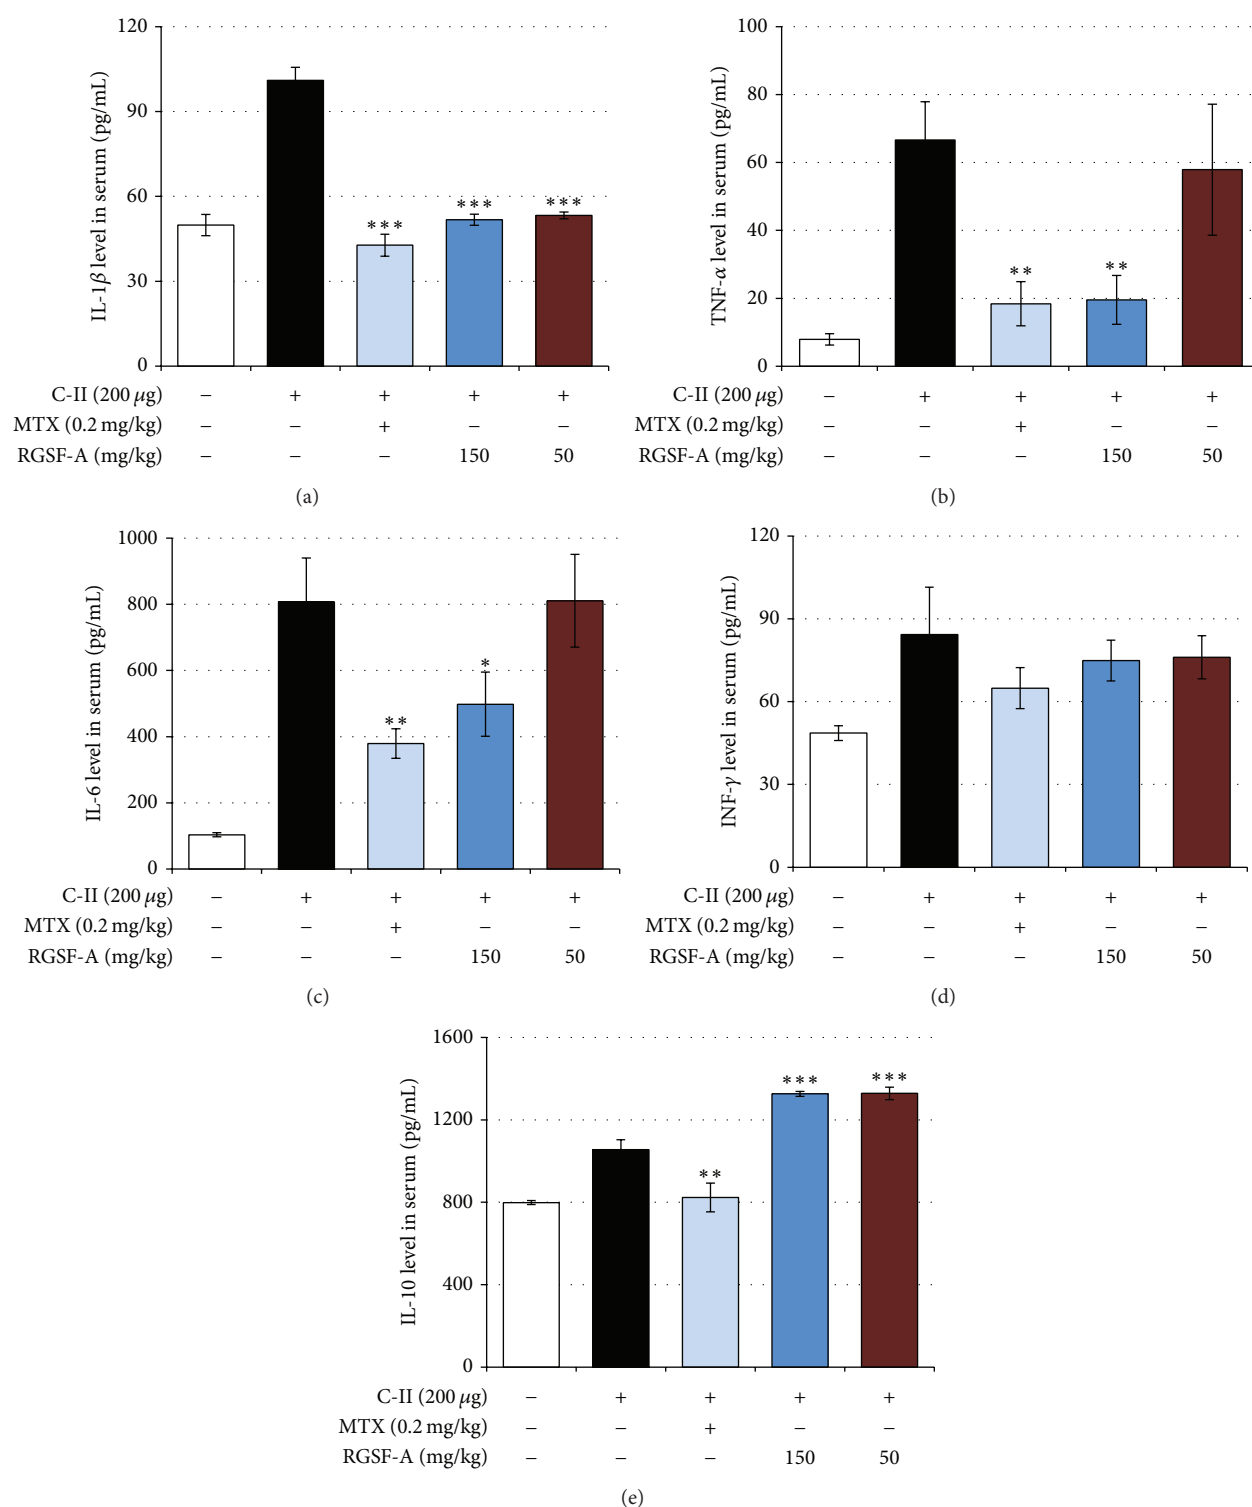 120
90
60
30
0
IL-1β level in serum (pg/mL)
***
***
***
C-II (200 μg) − + + + +
MTX (0.2 mg/kg) − − + − −
RGSF-A (mg/kg) − − − 150 50
(a)
100
80
60
40
20
0
TNF-α level in serum (pg/mL)
**
**
C-II (200 μg) − + + + +
MTX (0.2 mg/kg) − − + − −
RGSF-A (mg/kg) − − − 150 50
(b)
1000
800
600
400
200
0
IL-6 level in serum (pg/mL)
**
*
C-II (200 μg) − + + + +
MTX (0.2 mg/kg) − − + − −
RGSF-A (mg/kg) − − − 150 50
(c)
120
90
60
30
0
INF-γ level in serum (pg/mL)
C-II (200 μg) − + + + +
MTX (0.2 mg/kg) − − + − −
RGSF-A (mg/kg) − − − 150 50
(d)
1600
1200
800
400
0
IL-10 level in serum (pg/mL)
**
***
***
C-II (200 μg) − + + + +
MTX (0.2 mg/kg) − − + − −
RGSF-A (mg/kg) − − − 150 50
(e)